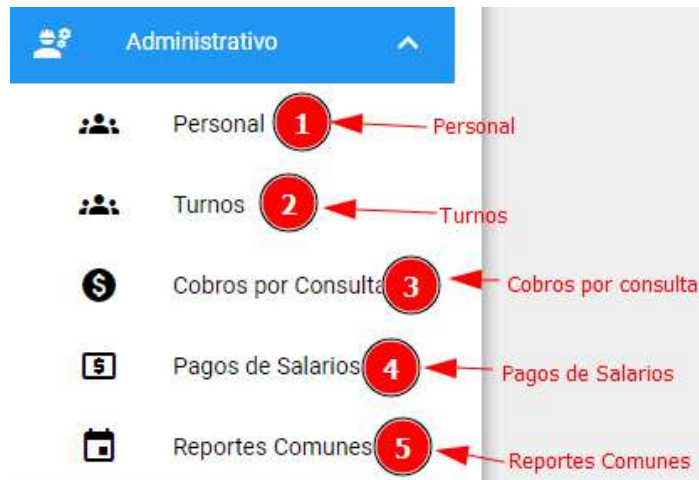 Administrativo
Personal 1 Personal
Turnos 2 Turnos
Cobros por Consulta 3 Cobros por consulta
Pagos de Salarios 4 Pagos de Salarios
Reportes Comunes 5 Reportes Comunes